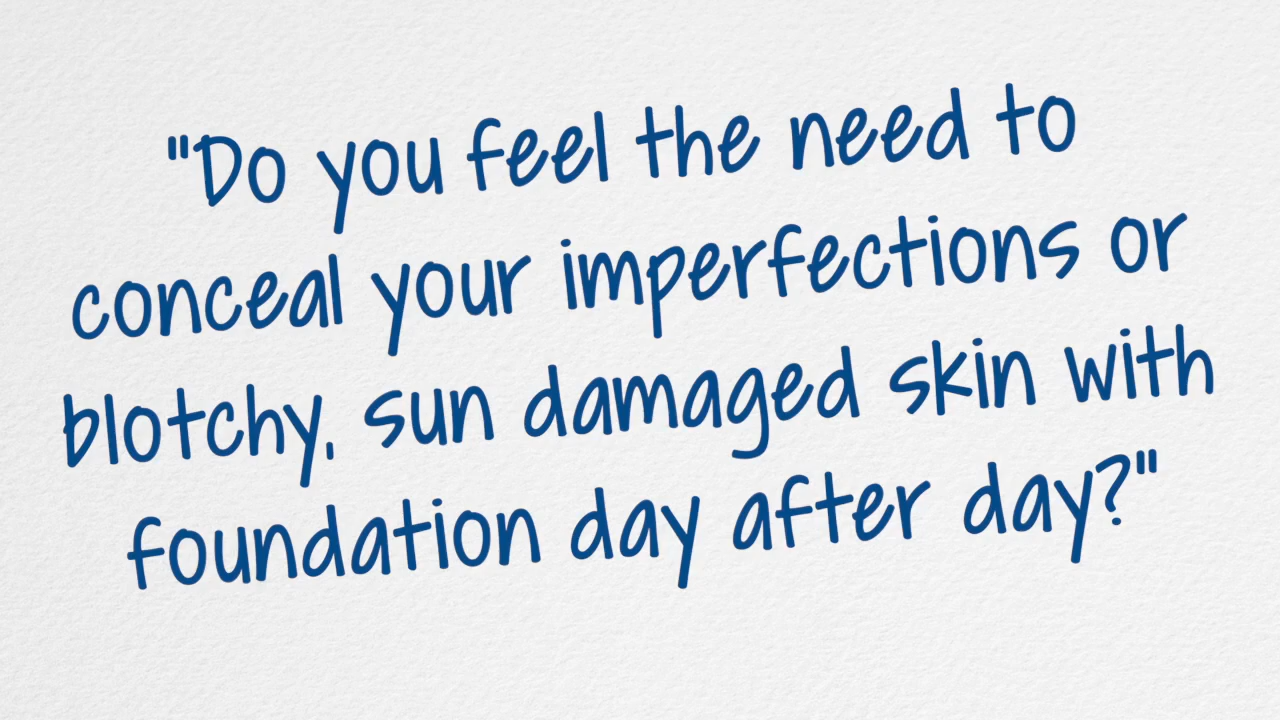 "Do you feel the need to
conceal your imperfections or
blotchy, sun damaged skin with
foundation day after day?"